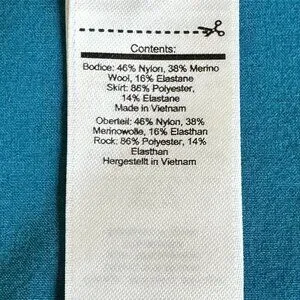 Contents:
Bodice: 46% Nylon, 38% Merino
Wool, 16% Elastane
Skirt: 86% Polyester,
14% Elastane
Made in Vietnam
Oberteil: 46% Nylon, 38%
Merinowolle, 16% Elasthan
Rock: 86% Polyester, 14%
Elasthan
Hergestellt in Vietnam